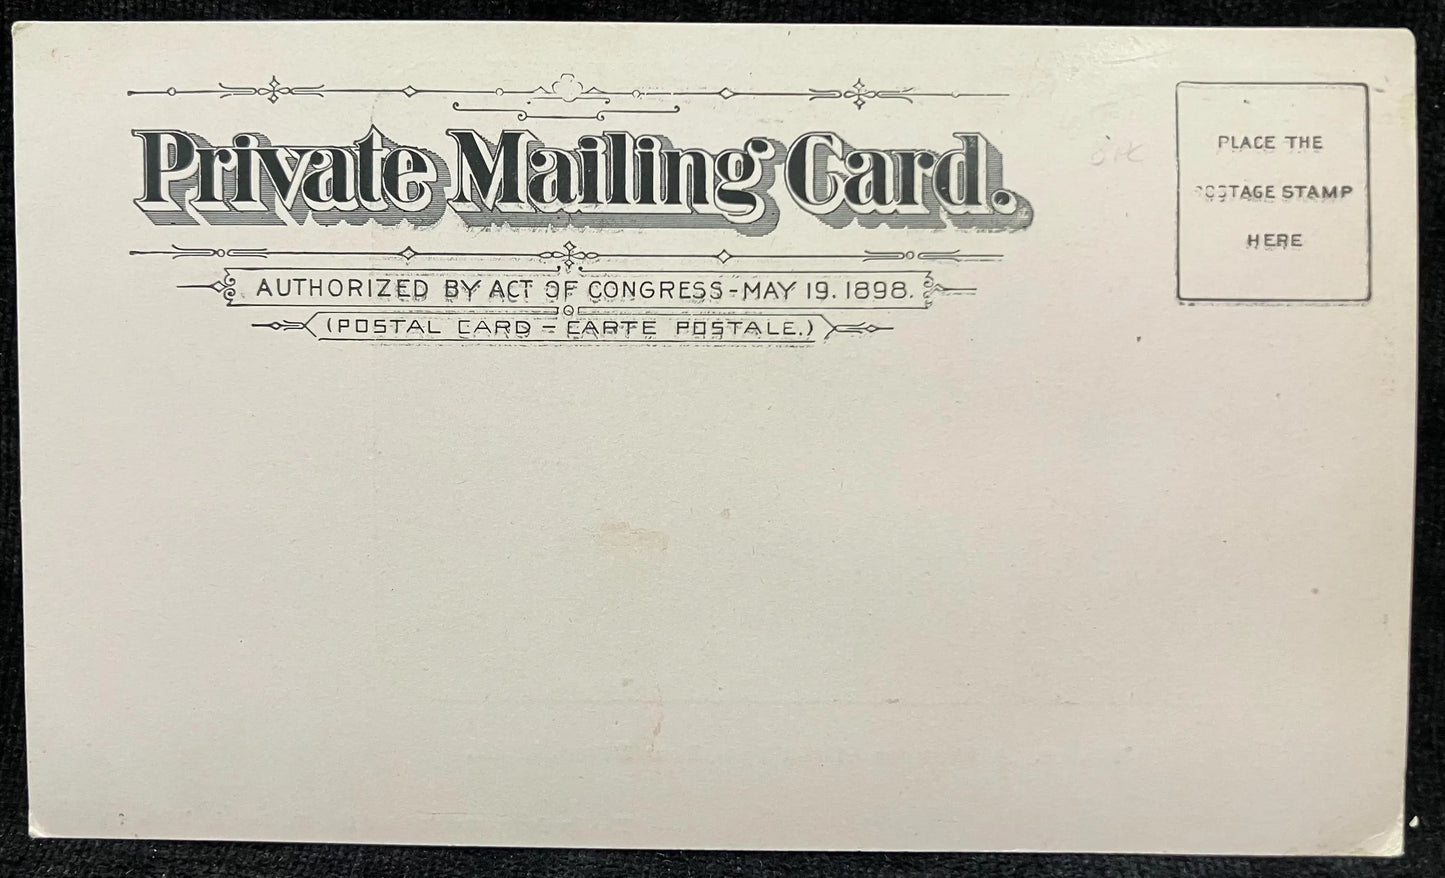 Private Mailing Card.
AUTHORIZED BY ACT OF CONGRESS-MAY 19. 1898.
(POSTAL CARD - CARTE POSTALE.)
PLACE THE
POSTAGE STAMP
HERE